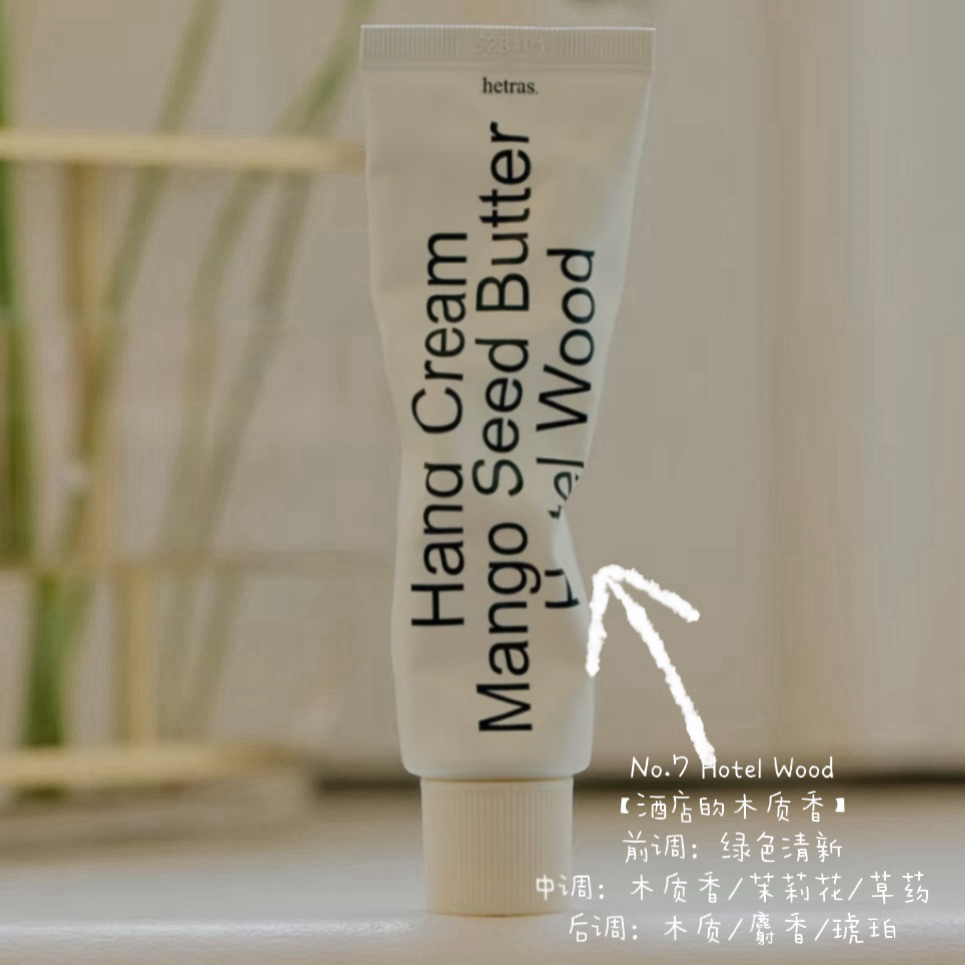 hetras.
Hand Cream
Mango Seed Butter
Hotel Wood
No.7 Hotel Wood
【酒店的木质香】
前调：绿色清新
中调：木质香/茉莉花/草药
后调：木质/麝香/琥珀